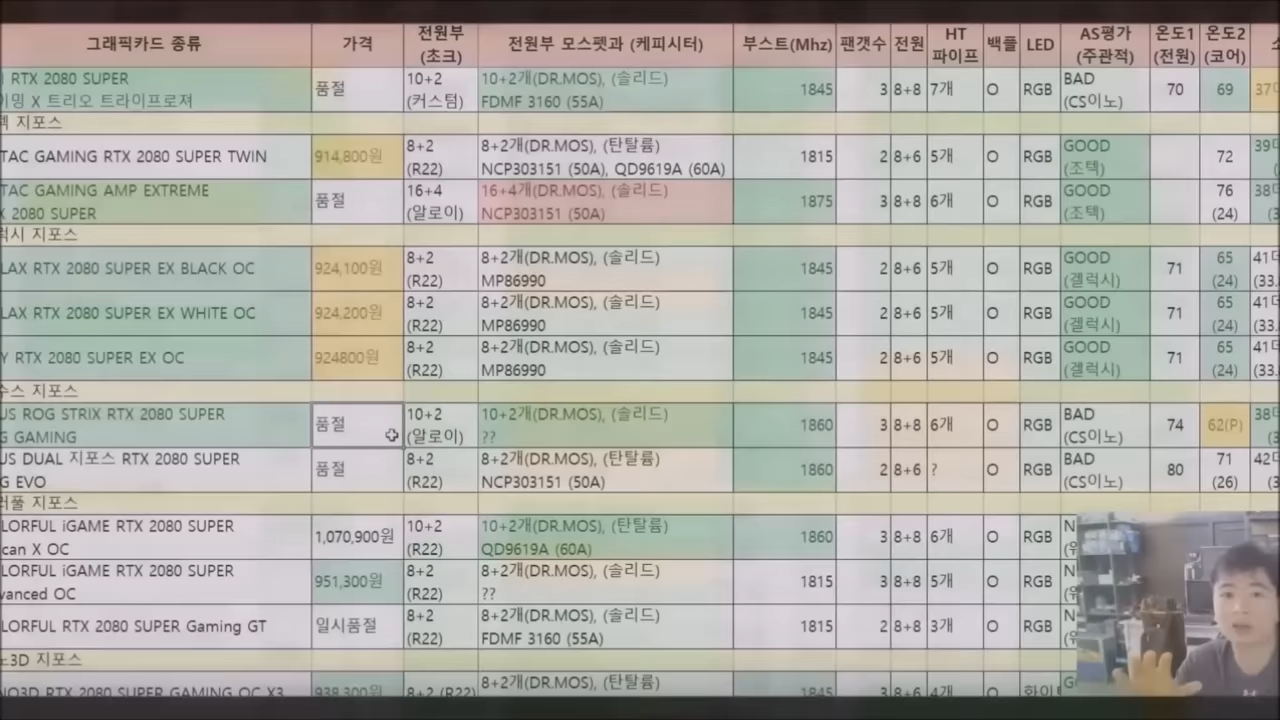 그래픽카드 종류 가격 전원부 (초크) 전원부 모스펫과 (케피시터) 부스트(Mhz) 팬갯수 전원 HT 파이프 백플 LED AS평가 (주관적) 온도1 (전원) 온도2 (코어)
RTX 2080 SUPER 품절 10+2 10+2개(DR.MOS), (솔리드) 1845 3 8+8 7개 O RGB BAD 70 69
X 트리오 트라이프로져 (커스텀) FDMF 3160 (55A) (CS이노)
지포스
TAC GAMING RTX 2080 SUPER TWIN 914,800원 8+2 (R22) 8+2개(DR.MOS), (탄탈륨) NCP303151 (50A), QD9619A (60A) 1815 2 8+6 5개 O RGB GOOD (조텍) 72
TAC GAMING AMP EXTREME 품절 16+4 16+4개(DR.MOS), (솔리드) 1875 3 8+8 6개 O RGB GOOD 76
2080 SUPER (알로이) NCP303151 (50A) (조텍) (24)
지포스
LAX RTX 2080 SUPER EX BLACK OC 924,100원 8+2 (R22) 8+2개(DR.MOS), (솔리드) MP86990 1845 2 8+6 5개 O RGB GOOD (겔럭시) 71 65 (24)
LAX RTX 2080 SUPER EX WHITE OC 924,200원 8+2 (R22) 8+2개(DR.MOS), (솔리드) MP86990 1845 2 8+6 5개 O RGB GOOD (겔럭시) 71 65 (24)
Y RTX 2080 SUPER EX OC 924800원 8+2 (R22) 8+2개(DR.MOS), (솔리드) MP86990 1845 2 8+6 5개 O RGB GOOD (겔럭시) 71 65 (24)
지포스
US ROG STRIX RTX 2080 SUPER 품절 10+2 10+2개(DR.MOS), (솔리드) 1860 3 8+8 6개 O RGB BAD 74 62(P)
G GAMING (알로이) ?? (CS이노)
US DUAL 지포스 RTX 2080 SUPER 품절 8+2 8+2개(DR.MOS), (탄탈륨) 1860 2 8+6 ? O RGB BAD 80 71
G EVO (R22) NCP303151 (50A) (CS이노) (26)
지포스
LORFUL iGAME RTX 2080 SUPER 1,070,900원 10+2 10+2개(DR.MOS), (탄탈륨) 1860 3 8+8 6개 O RGB
can X OC (R22) QD9619A (60A)
LORFUL iGAME RTX 2080 SUPER 951,300원 8+2 8+2개(DR.MOS), (솔리드) 1815 3 8+8 5개 O RGB
vanced OC (R22) ??
LORFUL RTX 2080 SUPER Gaming GT 일시품절 8+2 (R22) 8+2개(DR.MOS), (솔리드) FDMF 3160 (55A) 1815 2 8+8 3개 O RGB
3D 지포스
NO3D RTX 2080 SUPER GAMING OC X3 938,300원 8+2 (R22) 8+2개(DR.MOS), (탄탈륨) 1845 3 8+6 4개 O